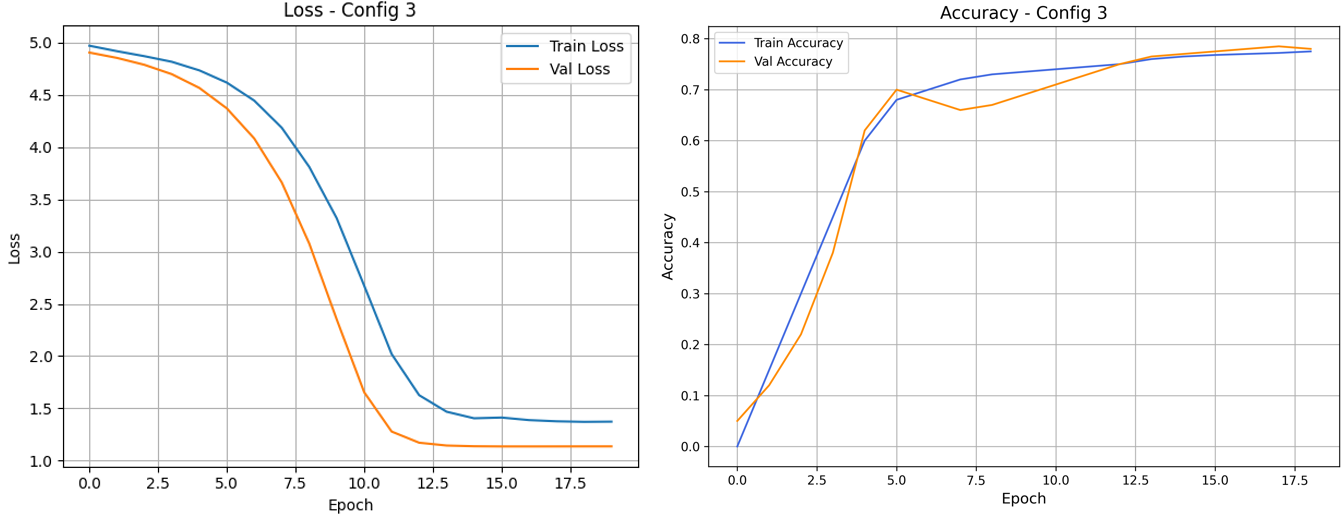 Loss - Config 3
5.0
4.5
4.0
3.5
3.0
2.5
2.0
1.5
1.0
Loss
Train Loss
Val Loss
0.0 2.5 5.0 7.5 10.0 12.5 15.0 17.5
Epoch
Accuracy - Config 3
0.8
0.7
0.6
0.5
0.4
0.3
0.2
0.1
0.0
Accuracy
Train Accuracy
Val Accuracy
0.0 2.5 5.0 7.5 10.0 12.5 15.0 17.5
Epoch